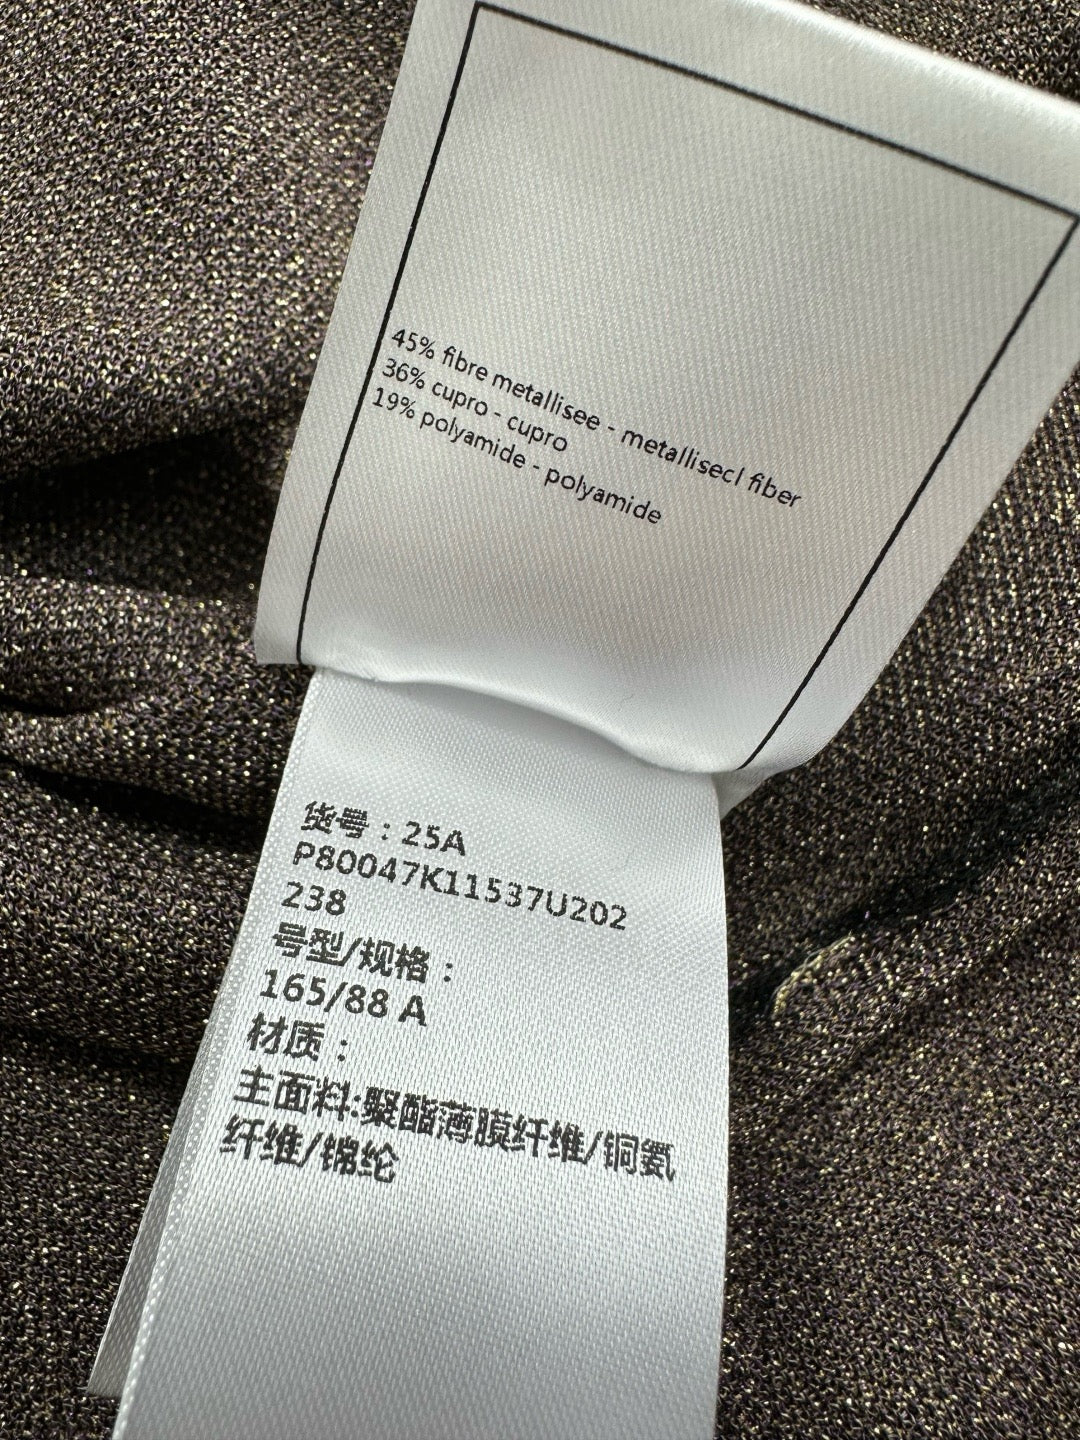 45% fibre metallisee - metallisecl fiber
36% cupro - cupro
19% polyamide - polyamide
货号：25A
P80047K11537U202
238
号型/规格：
165/88 A
材质：
主面料:聚酯薄膜纤维/铜氨
纤维/锦纶